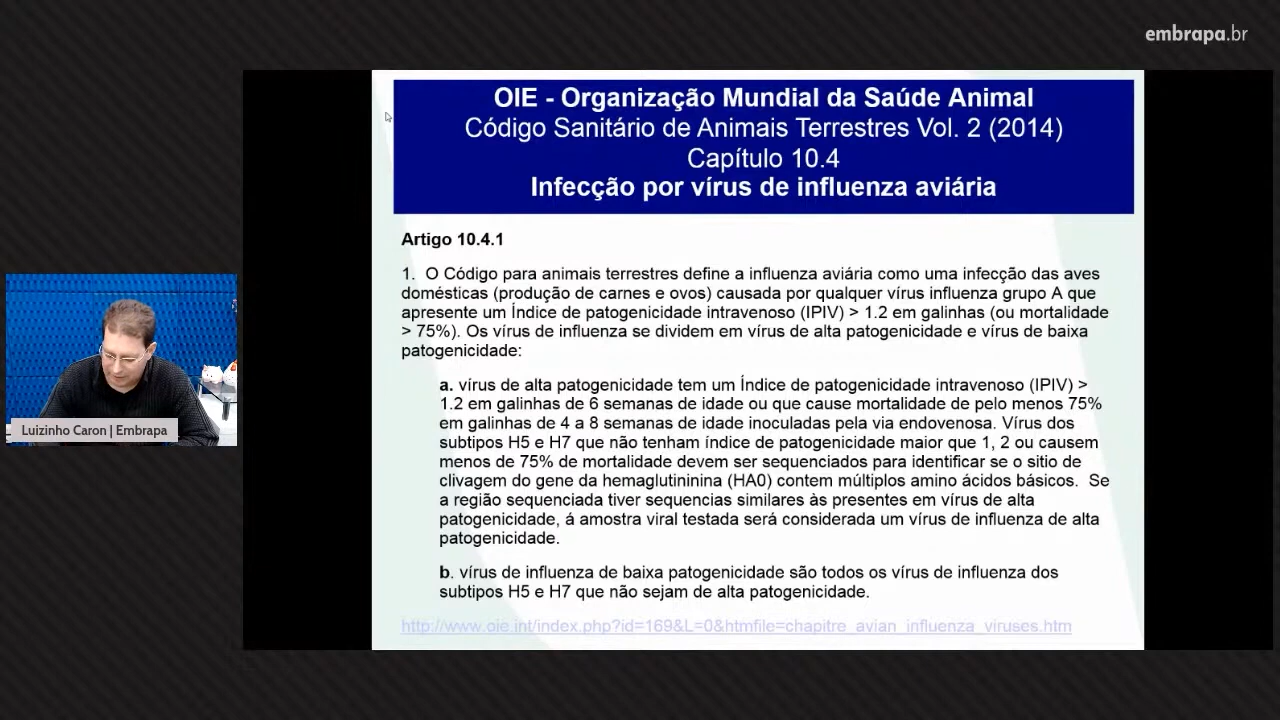 embrapa.br
OIE - Organização Mundial da Saúde Animal
Código Sanitário de Animais Terrestres Vol. 2 (2014)
Capítulo 10.4
Infecção por vírus de influenza aviária
Artigo 10.4.1
1. O Código para animais terrestres define a influenza aviária como uma infecção das aves
domésticas (produção de carnes e ovos) causada por qualquer vírus influenza grupo A que
apresente um Índice de patogenicidade intravenoso (IPIV) > 1.2 em galinhas (ou mortalidade
> 75%). Os vírus de influenza se dividem em vírus de alta patogenicidade e vírus de baixa
patogenicidade:
a. vírus de alta patogenicidade tem um Índice de patogenicidade intravenoso (IPIV) >
1.2 em galinhas de 6 semanas de idade ou que cause mortalidade de pelo menos 75%
em galinhas de 4 a 8 semanas de idade inoculadas pela via endovenosa. Vírus dos
subtipos H5 e H7 que não tenham índice de patogenicidade maior que 1, 2 ou causem
menos de 75% de mortalidade devem ser sequenciados para identificar se o sitio de
clivagem do gene da hemaglutininina (HA0) contem múltiplos amino ácidos básicos. Se
a região sequenciada tiver sequencias similares às presentes em vírus de alta
patogenicidade, á amostra viral testada será considerada um vírus de influenza de alta
patogenicidade.
b. vírus de influenza de baixa patogenicidade são todos os vírus de influenza dos
subtipos H5 e H7 que não sejam de alta patogenicidade.
http://www.oie.int/index.php?id=169&L=0&htmfile=chapitre_avian_influenza_viruses.htm
Luizinho Caron | Embrapa